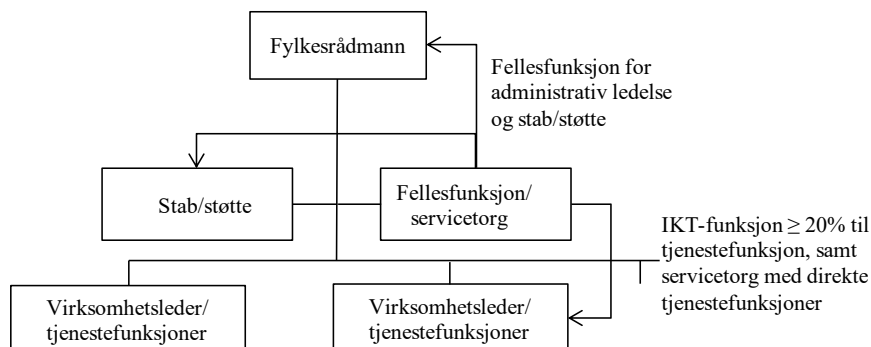 Fylkesrådmann
Fellesfunksjon for
administrativ ledelse
og stab/støtte
Stab/støtte
Fellesfunksjon/
servicetorg
IKT-funksjon ≥ 20% til
tjenestefunksjon, samt
servicetorg med direkte
tjenestefunksjoner
Virksomhetsleder/
tjenestefunksjoner
Virksomhetsleder/
tjenestefunksjoner